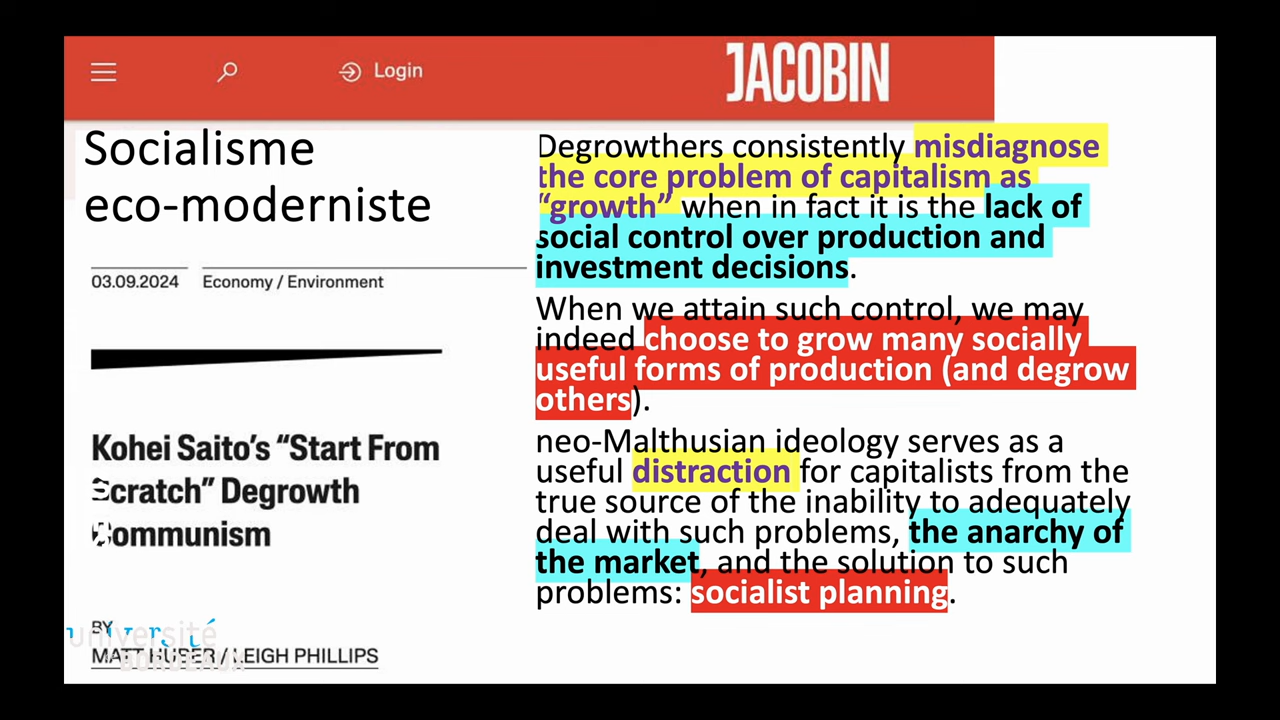 Login
JACOBIN
Socialisme
eco-moderniste
03.09.2024 Economy / Environment
Kohei Saito's “Start From
Scratch” Degrowth
Communism
BY
MATT HUBER / LEIGH PHILLIPS
université
BORDEAUX
Degrowthers consistently misdiagnose
the core problem of capitalism as
“growth” when in fact it is the lack of
social control over production and
investment decisions.
When we attain such control, we may
indeed choose to grow many socially
useful forms of production (and degrow
others).
neo-Malthusian ideology serves as a
useful distraction for capitalists from the
true source of the inability to adequately
deal with such problems, the anarchy of
the market, and the solution to such
problems: socialist planning.